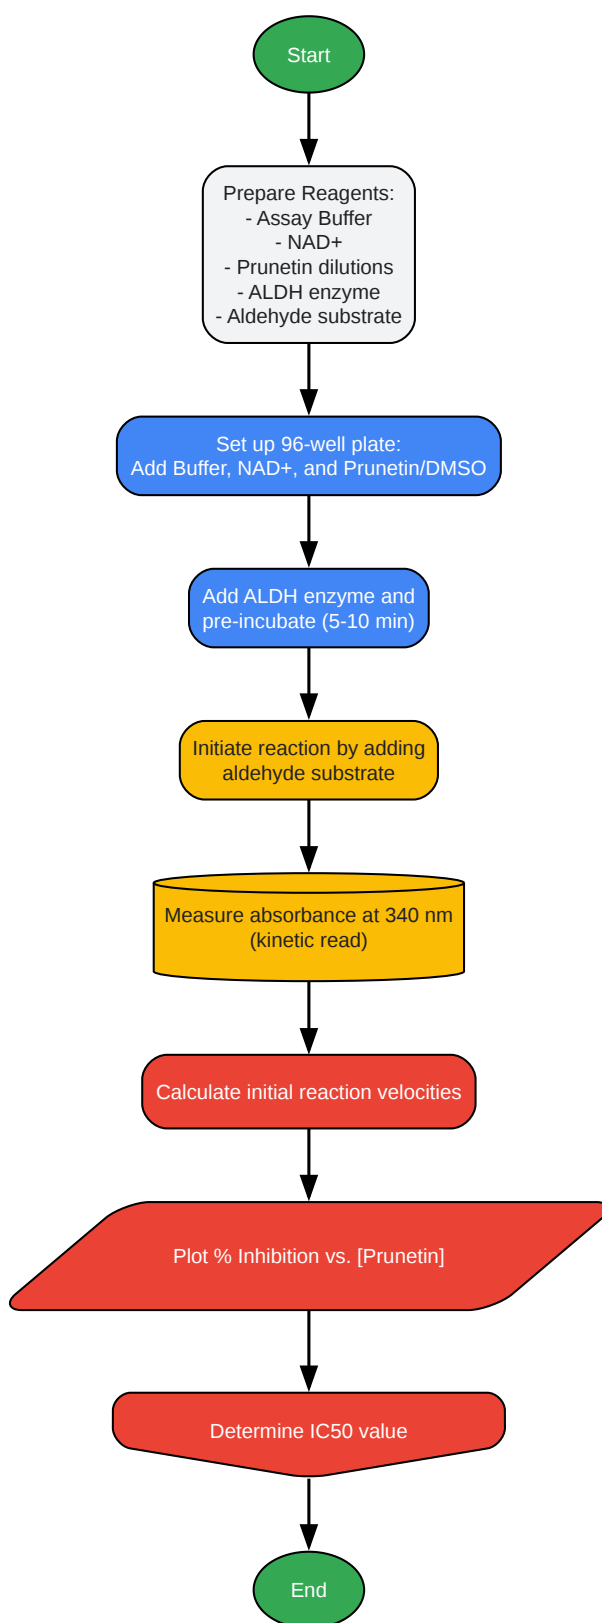 Start
Prepare Reagents:
- Assay Buffer
- NAD+
- Prunetin dilutions
- ALDH enzyme
- Aldehyde substrate
Set up 96-well plate:
Add Buffer, NAD+, and Prunetin/DMSO
Add ALDH enzyme and
pre-incubate (5-10 min)
Initiate reaction by adding
aldehyde substrate
Measure absorbance at 340 nm
(kinetic read)
Calculate initial reaction velocities
Plot % Inhibition vs. [Prunetin]
Determine IC50 value
End